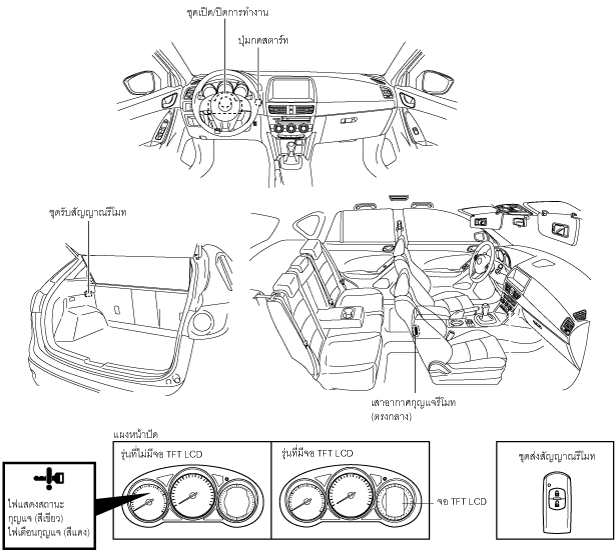 ชุดเปิด/ปิดการทำงาน
ปุ่มกดสตาร์ท
ชุดรับสัญญาณรีโมท
เสาอากาศกุญแจรีโมท
(ตรงกลาง)
แผงหน้าปัด
รุ่นที่ไม่มีจอ TFT LCD
รุ่นที่มีจอ TFT LCD
จอ TFT LCD
ไฟแสดงสถานะ
กุญแจ (สีเขียว)
ไฟเตือนกุญแจ (สีแดง)
ชุดส่งสัญญาณรีโมท